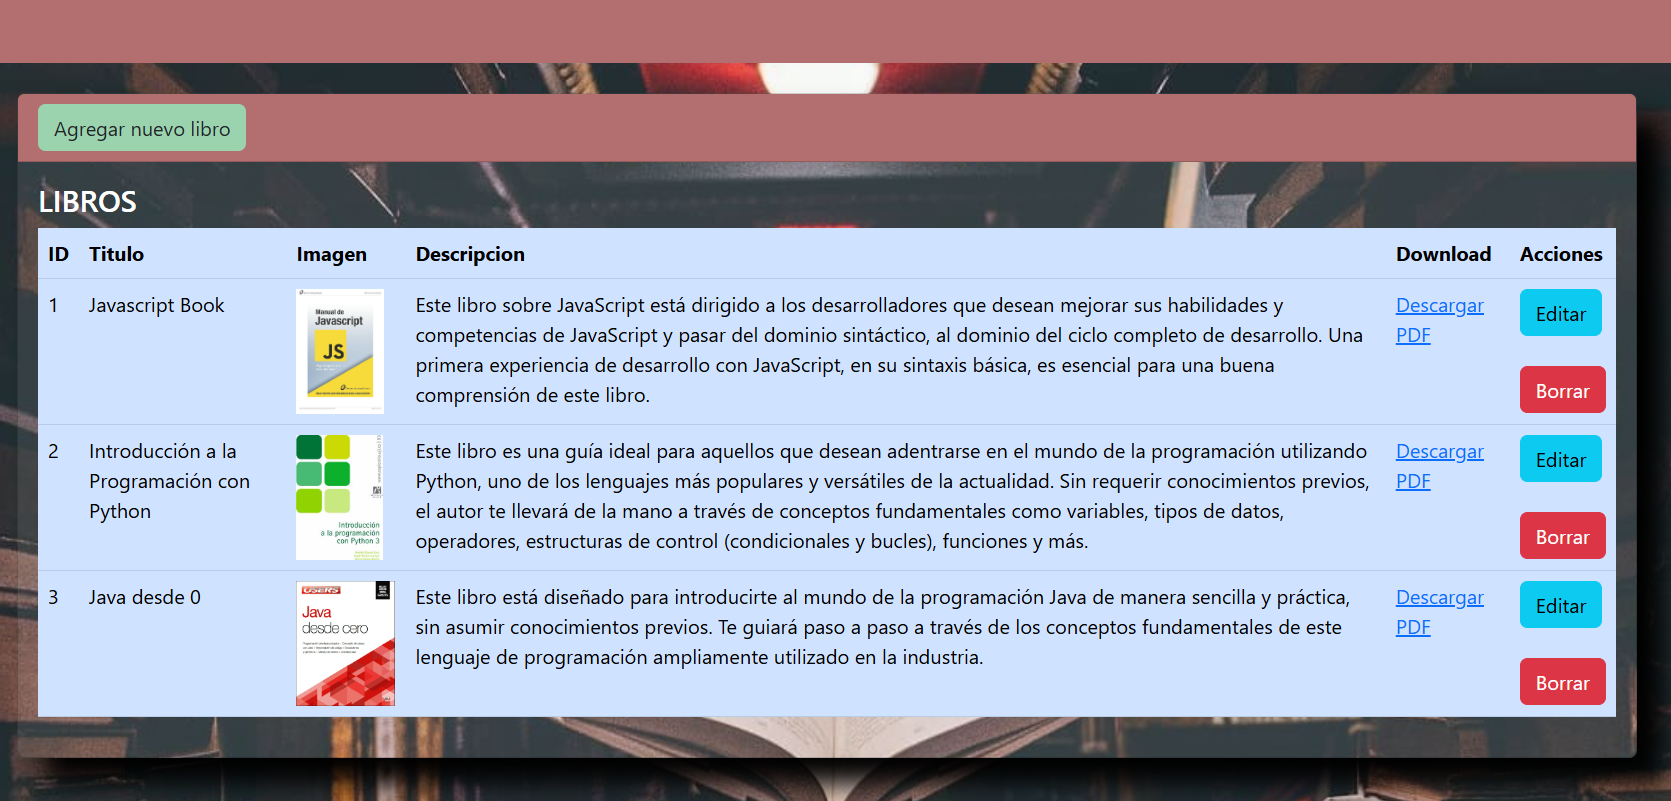 Agregar nuevo libro
LIBROS
ID Titulo Imagen Descripcion Download Acciones
1 Javascript Book
Manual de
Javascript
JS
Este libro sobre JavaScript está dirigido a los desarrolladores que desean mejorar sus habilidades y
competencias de JavaScript y pasar del dominio sintáctico, al dominio del ciclo completo de desarrollo. Una
primera experiencia de desarrollo con JavaScript, en su sintaxis básica, es esencial para una buena
comprensión de este libro.
Descargar
PDF
Editar
Borrar
2 Introducción a la
Programación con
Python
Introducción
a la programación
con Python 3
Este libro es una guía ideal para aquellos que desean adentrarse en el mundo de la programación utilizando
Python, uno de los lenguajes más populares y versátiles de la actualidad. Sin requerir conocimientos previos,
el autor te llevará de la mano a través de conceptos fundamentales como variables, tipos de datos,
operadores, estructuras de control (condicionales y bucles), funciones y más.
Descargar
PDF
Editar
Borrar
3 Java desde 0
USERS
Java
desde cero
Este libro está diseñado para introducirte al mundo de la programación Java de manera sencilla y práctica,
sin asumir conocimientos previos. Te guiará paso a paso a través de los conceptos fundamentales de este
lenguaje de programación ampliamente utilizado en la industria.
Descargar
PDF
Editar
Borrar